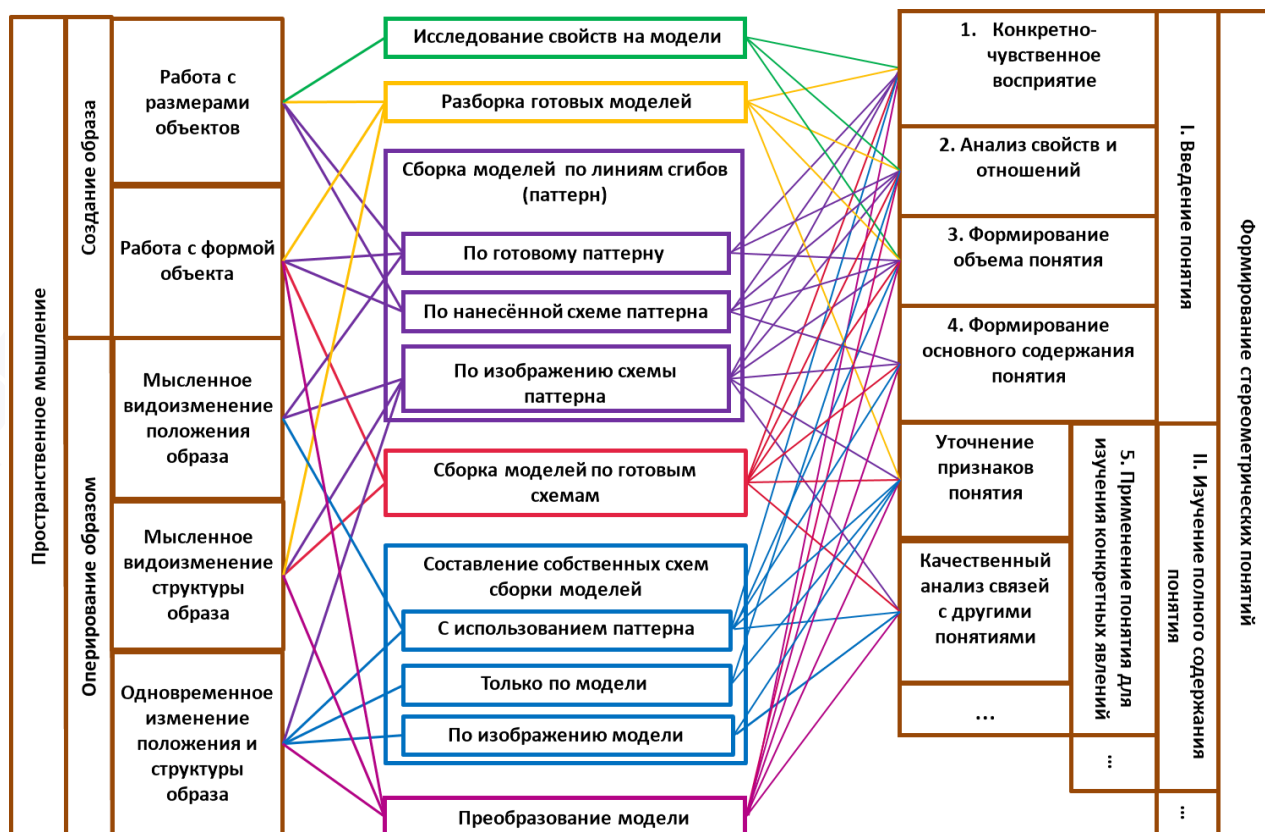 Пространственное мышление
Создание образа
Оперирование образом
Работа с
размерами
объектов
Работа с формой
объекта
Мысленное
видоизменение
положения
образа
Мысленное
видоизменение
структуры
образа
Одновременное
изменение
положения и
структуры
образа
Исследование свойств на модели
Разборка готовых моделей
Сборка моделей по линиям сгибов
(паттерн)
По готовому паттерну
По нанесённой схеме паттерна
По изображению схемы
паттерна
Сборка моделей по готовым
схемам
Составление собственных схем
сборки моделей
С использованием паттерна
Только по модели
По изображению модели
Преобразование модели
1. Конкретно-
чувственное
восприятие
2. Анализ свойств и
отношений
3. Формирование
объема понятия
4. Формирование
основного содержания
понятия
Уточнение
признаков
понятия
Качественный
анализ связей
с другими
понятиями
...
5. Применение понятия для
изучения конкретных явлений
...
I. Введение понятия
II. Изучение полного содержания
понятия
...
Формирование стереометрических понятий